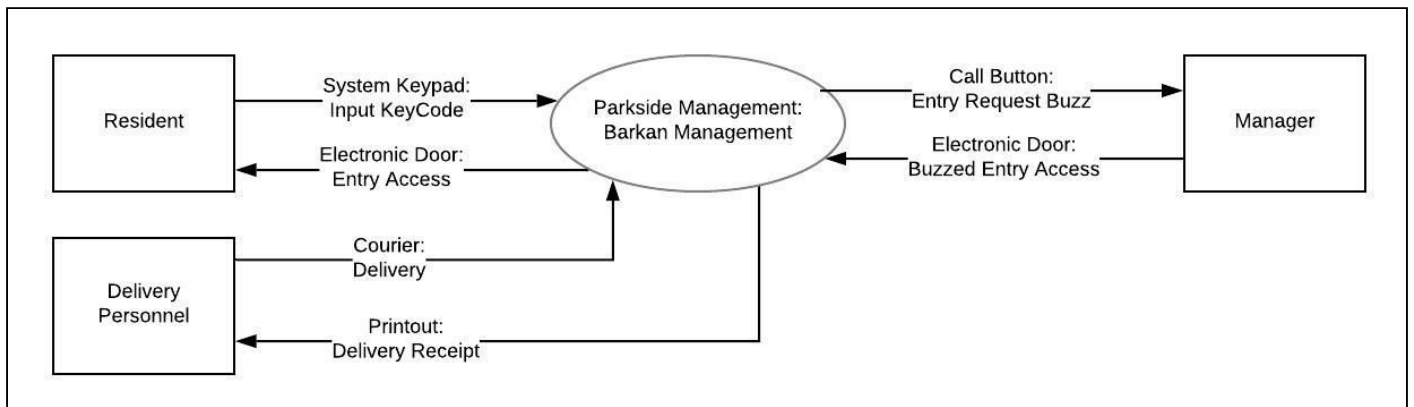 Resident
System Keypad:
Input KeyCode
Electronic Door:
Entry Access
Parkside Management:
Barkan Management
Call Button:
Entry Request Buzz
Electronic Door:
Buzzed Entry Access
Manager
Delivery
Personnel
Courier:
Delivery
Printout:
Delivery Receipt